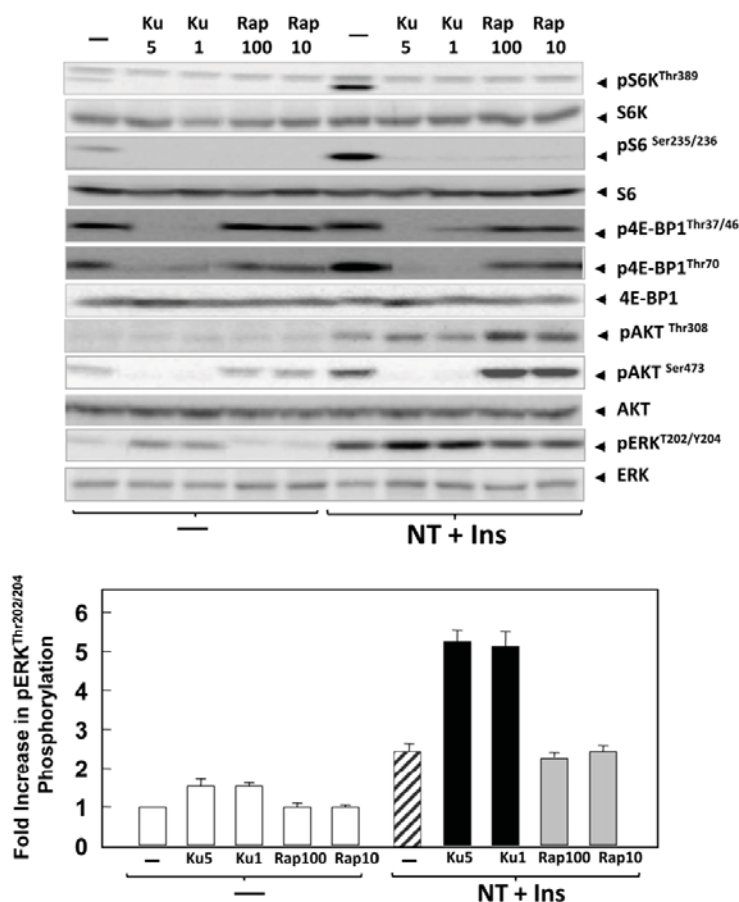 — Ku Ku Rap Rap — Ku Ku Rap Rap
5 1 100 10 5 1 100 10
pS6K Thr389
S6K
pS6 Ser235/236
S6
p4E-BP1 Thr37/46
p4E-BP1 Thr70
4E-BP1
pAKT Thr308
pAKT Ser473
AKT
pERK T202/Y204
ERK
— NT + Ins
Fold Increase in pERK Thr202/204
Phosphorylation
6
5
4
3
2
1
0
— Ku5 Ku1 Rap100 Rap10 — Ku5 Ku1 Rap100 Rap10
— NT + Ins